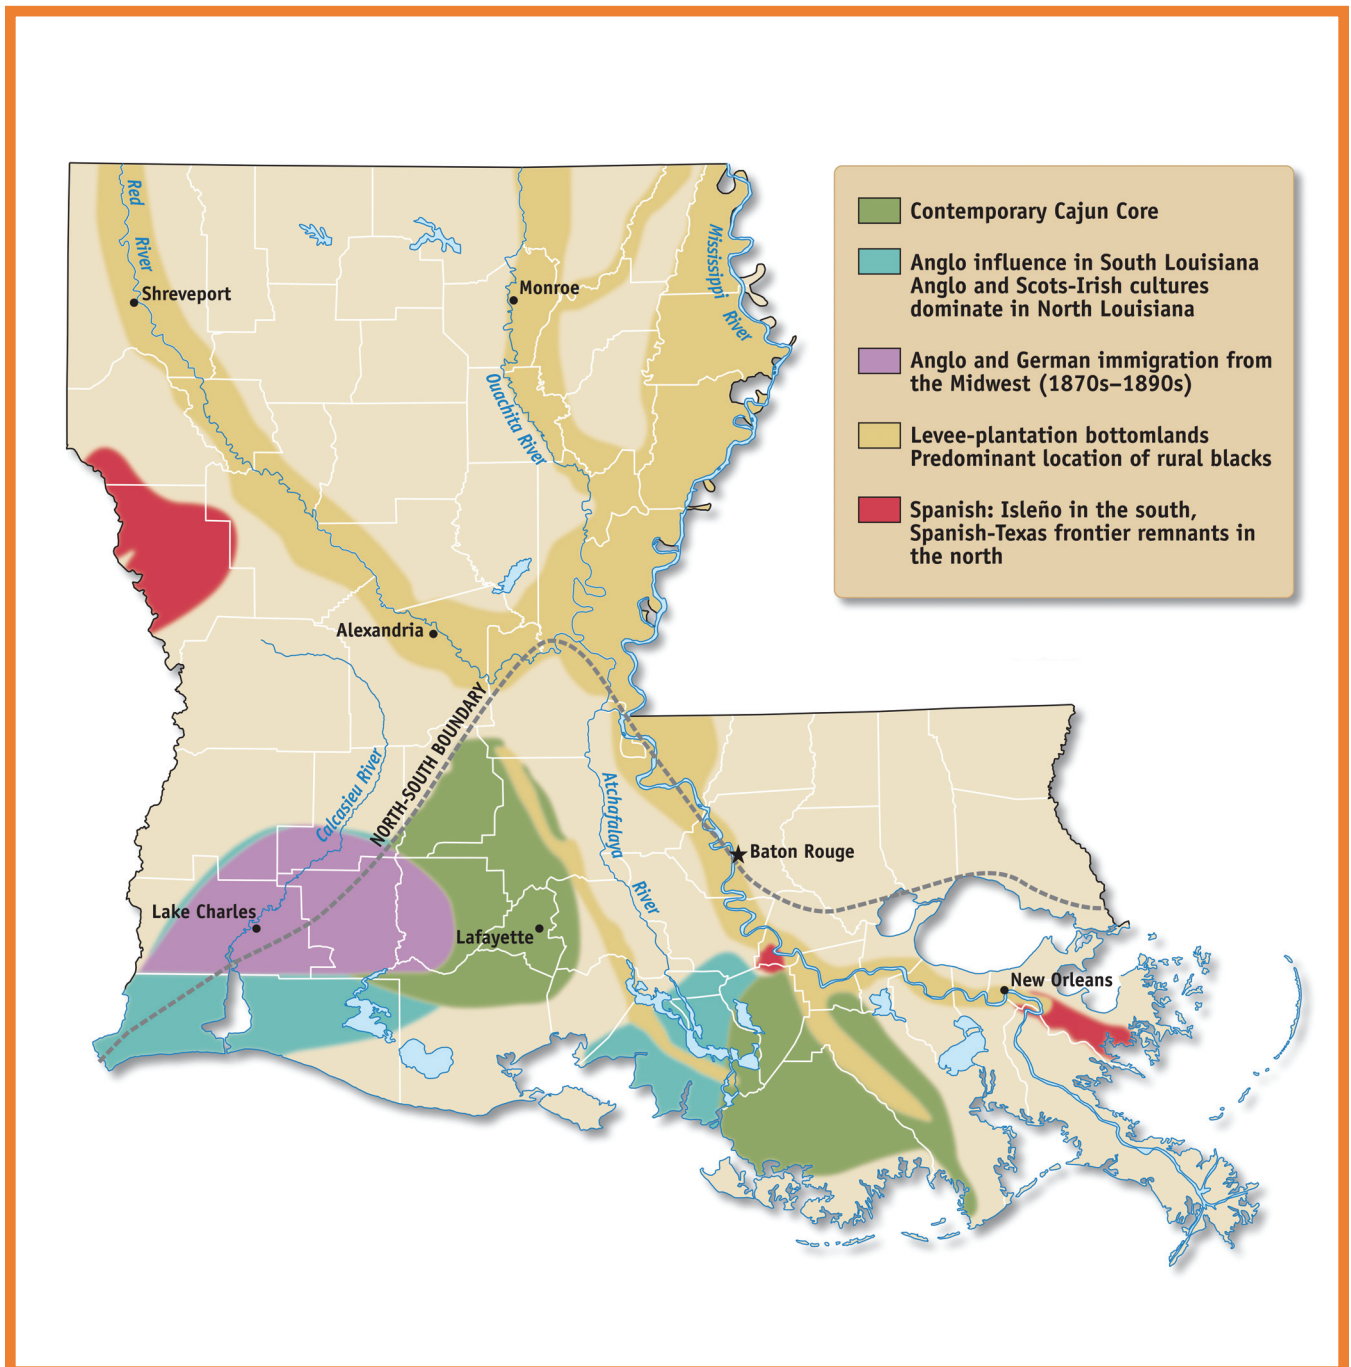 Red
River
Shreveport
Monroe
Mississippi
River
Ouachita River
Alexandria
NORTH-SOUTH BOUNDARY
Calcasieu River
Atchafalaya
River
Baton Rouge
Lake Charles
Lafayette
New Orleans
Contemporary Cajun Core
Anglo influence in South Louisiana
Anglo and Scots-Irish cultures
dominate in North Louisiana
Anglo and German immigration from
the Midwest (1870s–1890s)
Levee-plantation bottomlands
Predominant location of rural blacks
Spanish: Isleño in the south,
Spanish-Texas frontier remnants in
the north